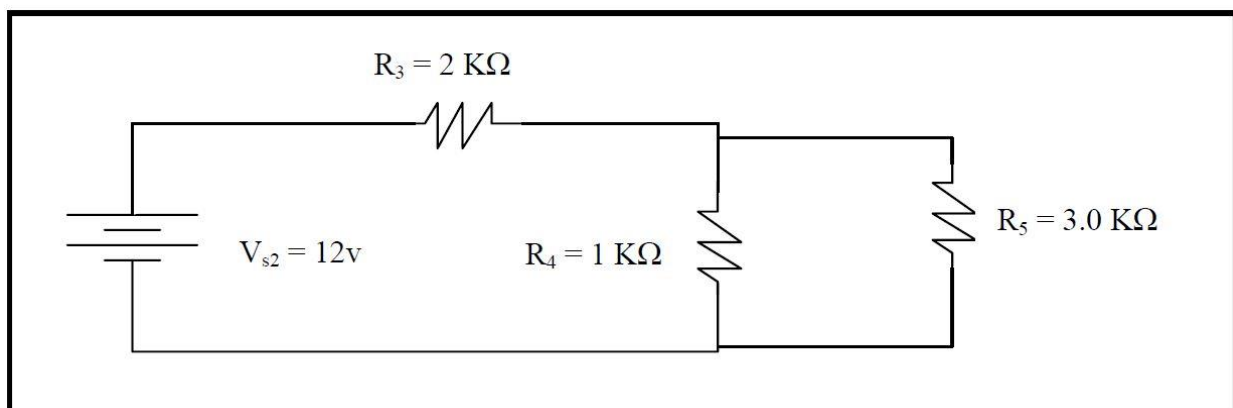 R₃ = 2 KΩ
R₅ = 3.0 KΩ
Vₛ₂ = 12v
R₄ = 1 KΩ